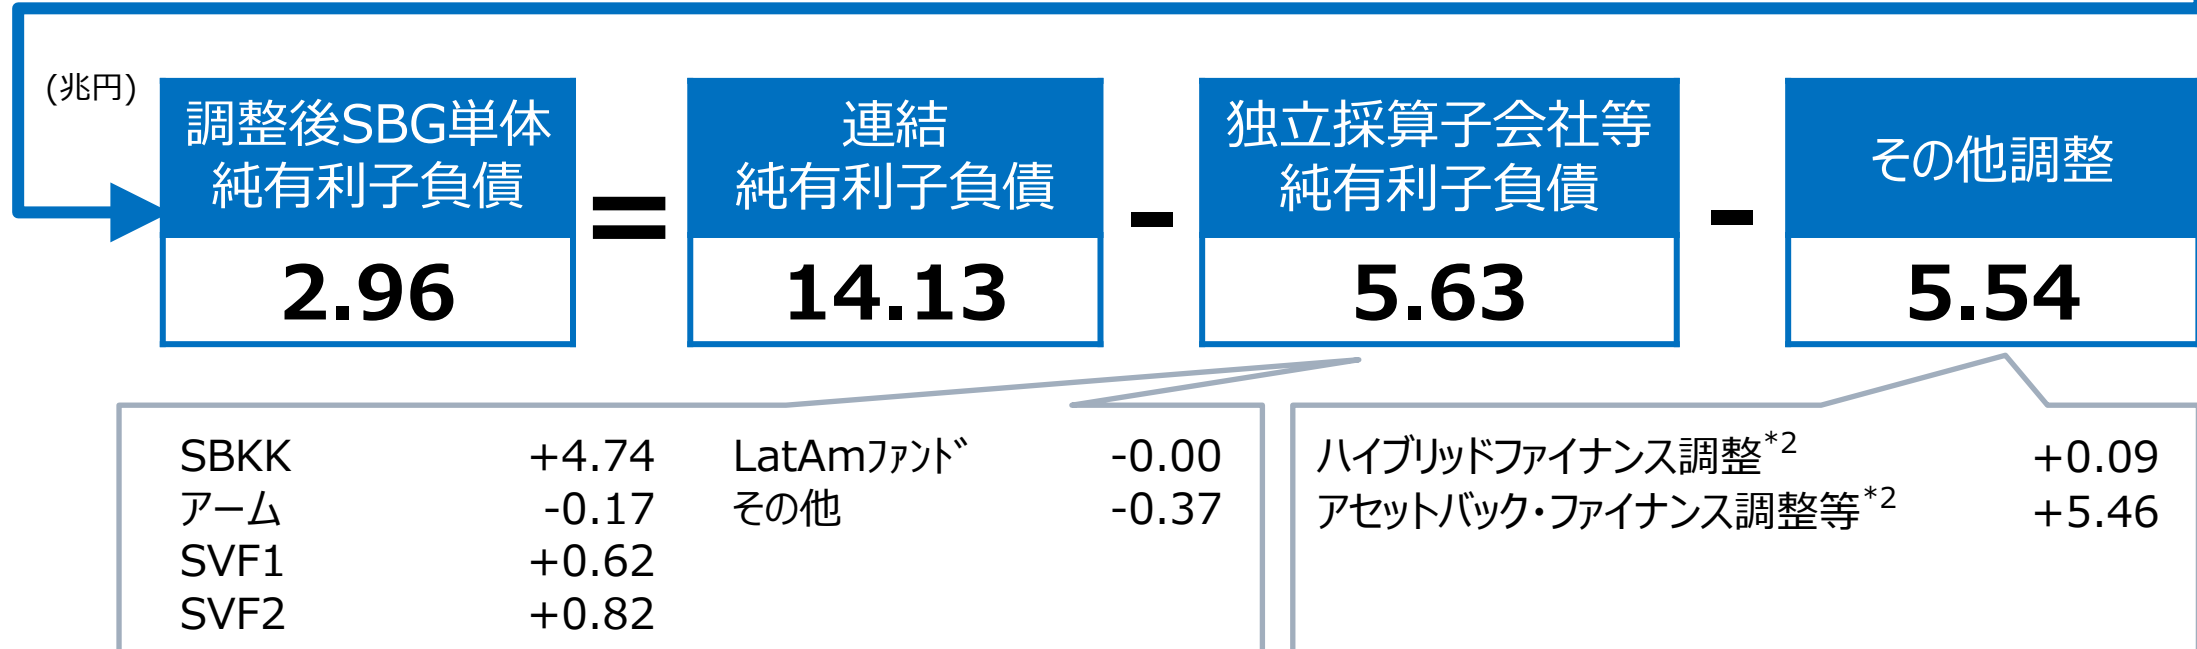 (兆円)
調整後SBG単体
純有利子負債
2.96
=
連結
純有利子負債
14.13
-
独立採算子会社等
純有利子負債
5.63
-
その他調整
5.54
SBKK +4.74 LatAmファンド -0.00
アーム -0.17 その他 -0.37
SVF1 +0.62
SVF2 +0.82
ハイブリッドファイナンス調整*2 +0.09
アセットバック・ファイナンス調整等*2 +5.46